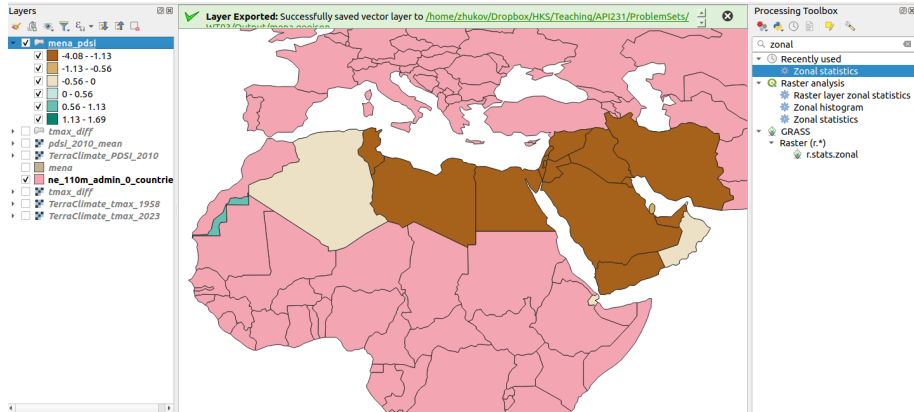 Layers
mena_pdsi
-4.08 - -1.13
-1.13 - -0.56
-0.56 - 0
0 - 0.56
0.56 - 1.13
1.13 - 1.69
tmax_diff
pdsi_2010_mean
TerraClimate_PDSI_2010
mena
ne_110m_admin_0_countrie
tmax_diff
TerraClimate_tmax_1958
TerraClimate_tmax_2023
Layer Exported: Successfully saved vector layer to /home/zhukov/Dropbox/HKS/Teaching/API231/ProblemSets/
Processing Toolbox
zonal
Recently used
Zonal statistics
Raster analysis
Raster layer zonal statistics
Zonal histogram
Zonal statistics
GRASS
Raster (r.*)
r.stats.zonal